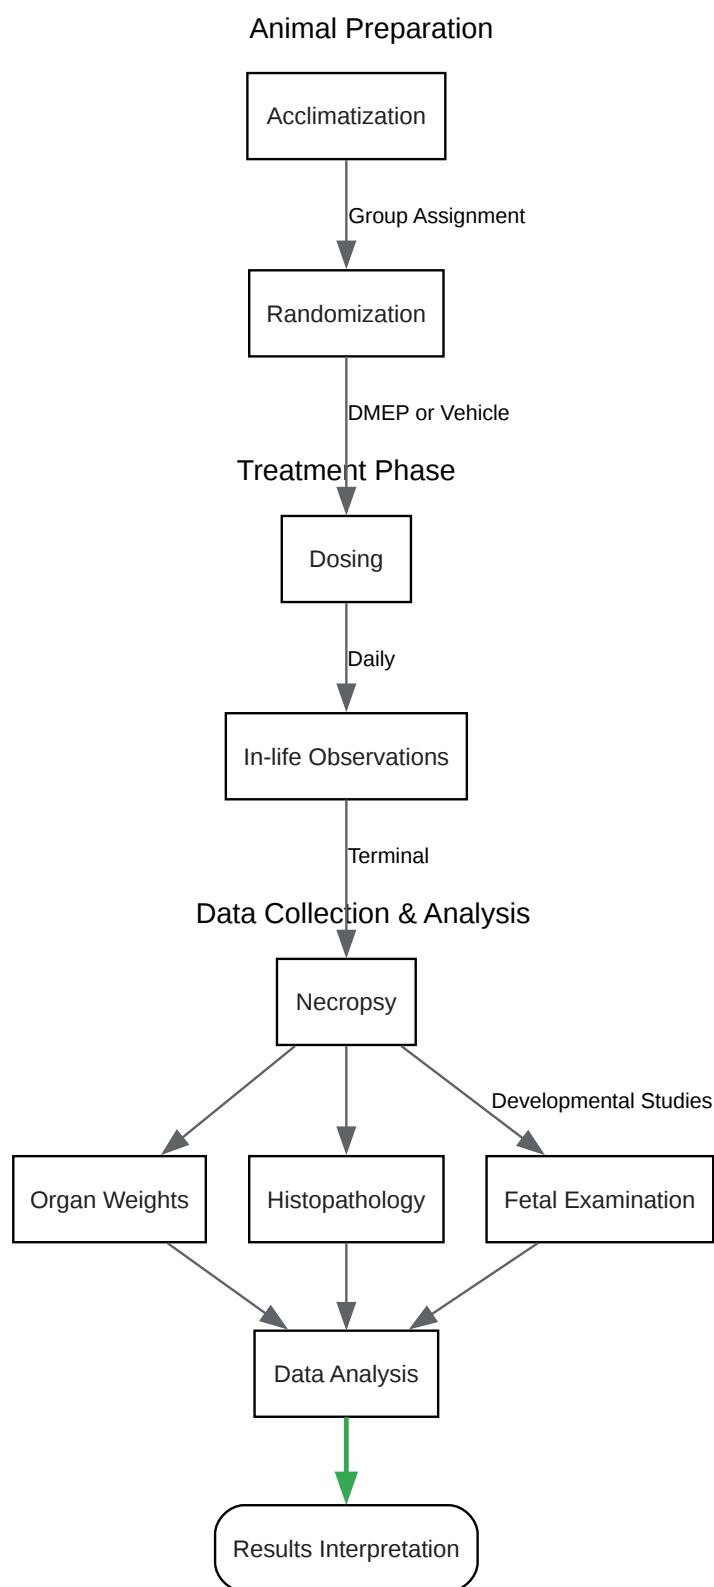 Animal Preparation
Acclimatization
Group Assignment
Randomization
DMEP or Vehicle
Treatment Phase
Dosing
Daily
In-life Observations
Terminal
Data Collection & Analysis
Necropsy
Developmental Studies
Organ Weights
Histopathology
Fetal Examination
Data Analysis
Results Interpretation